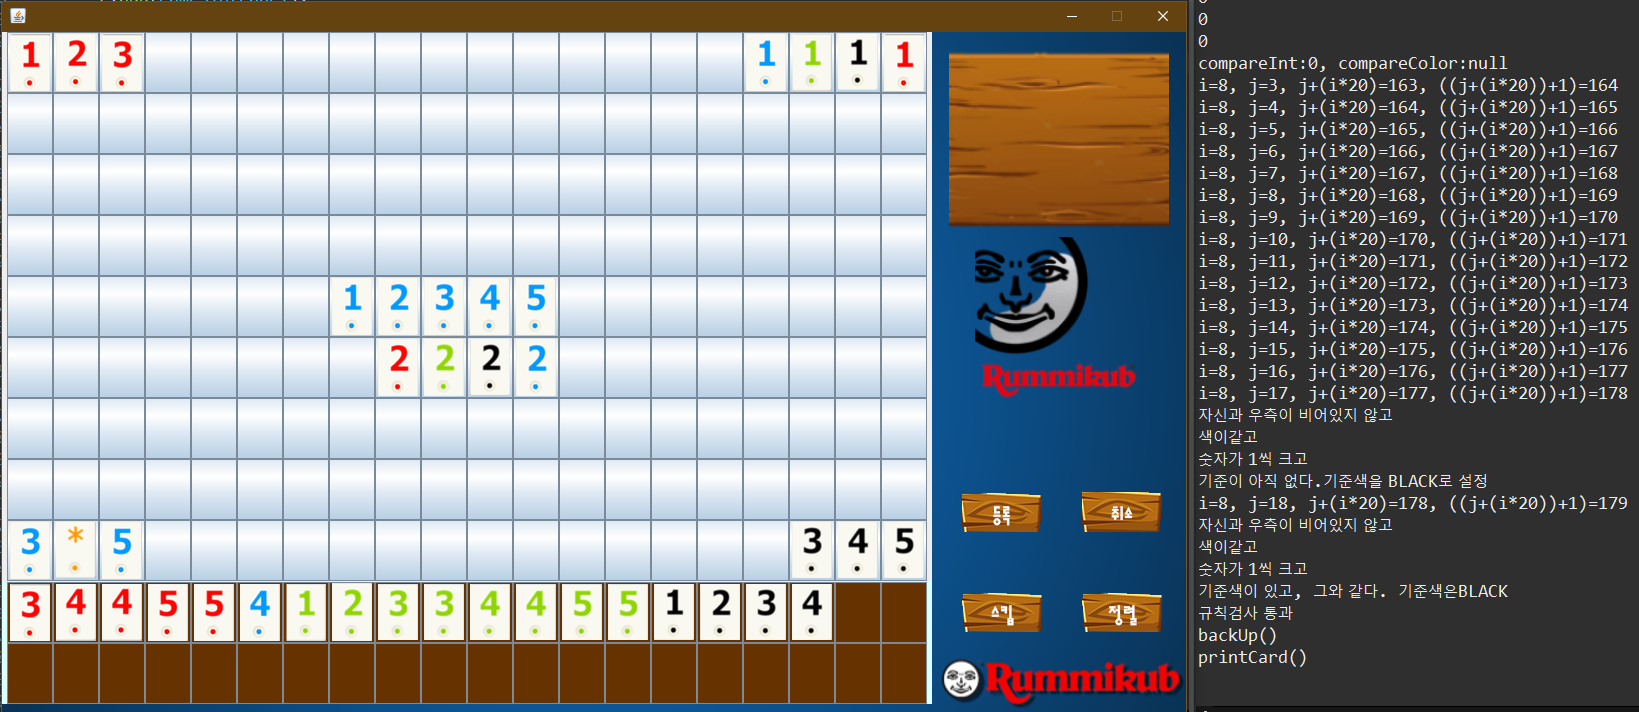 1 2 3 1 1 1 1
1 2 3 4 5
2 2 2 2
3 * 5 3 4 5
3 4 4 5 5 4 1 2 3 3 4 4 5 5 1 2 3 4
Rummikub
등록 취소
스킵 정렬
Rummikub
0
0
compareInt:0, compareColor:null
i=8, j=3, j+(i*20)=163, ((j+(i*20))+1)=164
i=8, j=4, j+(i*20)=164, ((j+(i*20))+1)=165
i=8, j=5, j+(i*20)=165, ((j+(i*20))+1)=166
i=8, j=6, j+(i*20)=166, ((j+(i*20))+1)=167
i=8, j=7, j+(i*20)=167, ((j+(i*20))+1)=168
i=8, j=8, j+(i*20)=168, ((j+(i*20))+1)=169
i=8, j=9, j+(i*20)=169, ((j+(i*20))+1)=170
i=8, j=10, j+(i*20)=170, ((j+(i*20))+1)=171
i=8, j=11, j+(i*20)=171, ((j+(i*20))+1)=172
i=8, j=12, j+(i*20)=172, ((j+(i*20))+1)=173
i=8, j=13, j+(i*20)=173, ((j+(i*20))+1)=174
i=8, j=14, j+(i*20)=174, ((j+(i*20))+1)=175
i=8, j=15, j+(i*20)=175, ((j+(i*20))+1)=176
i=8, j=16, j+(i*20)=176, ((j+(i*20))+1)=177
i=8, j=17, j+(i*20)=177, ((j+(i*20))+1)=178
자신과 우측이 비어있지 않고
색이같고
숫자가 1씩 크고
기준이 아직 없다.기준색을 BLACK로 설정
i=8, j=18, j+(i*20)=178, ((j+(i*20))+1)=179
자신과 우측이 비어있지 않고
색이같고
숫자가 1씩 크고
기준색이 있고, 그와 같다. 기준색은BLACK
규칙검사 통과
backUp()
printCard()